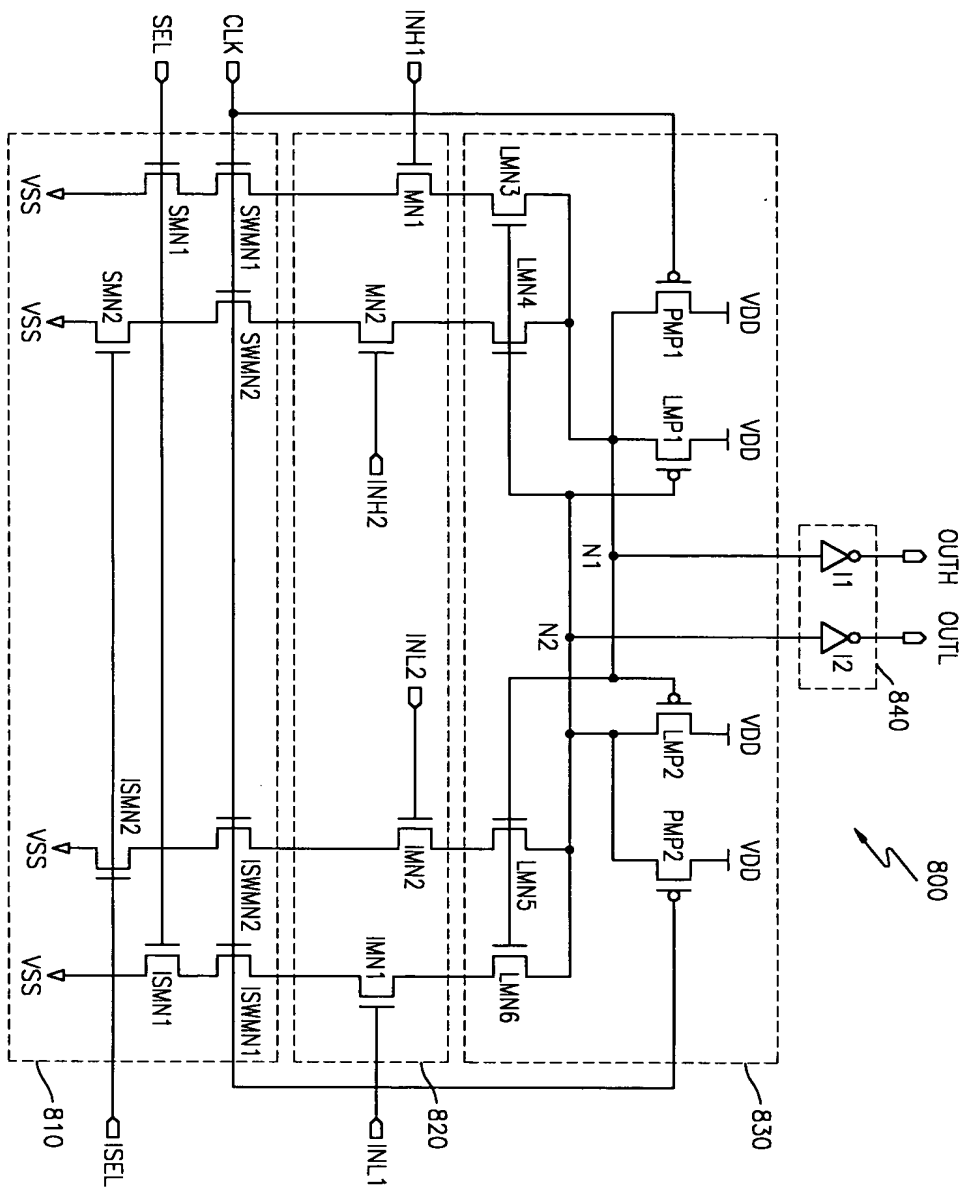 800
OUTH
OUTL
840
I1
I2
VDD
VDD
VDD
VDD
PMP1
LMP1
LMP2
PMP2
830
N1
N2
LMN3
LMN4
LMN5
LMN6
INH1
MN1
MN2
INH2
INL2
IMN2
IMN1
INL1
820
CLK
SWMN1
SWMN2
ISWMN2
ISWMN1
SEL
SMN1
SMN2
ISMN2
ISMN1
ISEL
VSS
VSS
VSS
VSS
810